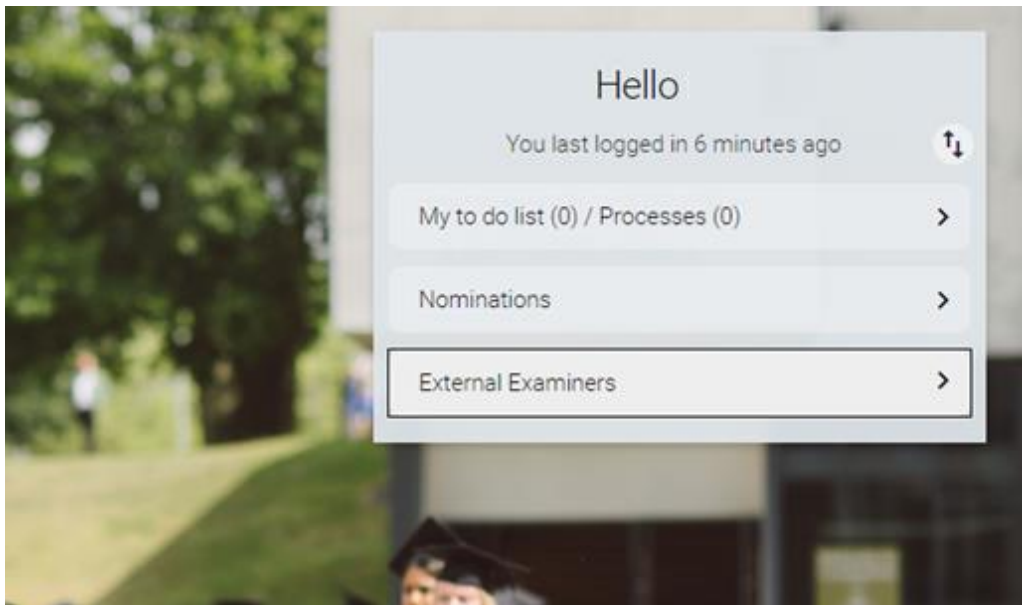 Hello
You last logged in 6 minutes ago
My to do list (0) / Processes (0)
Nominations
External Examiners